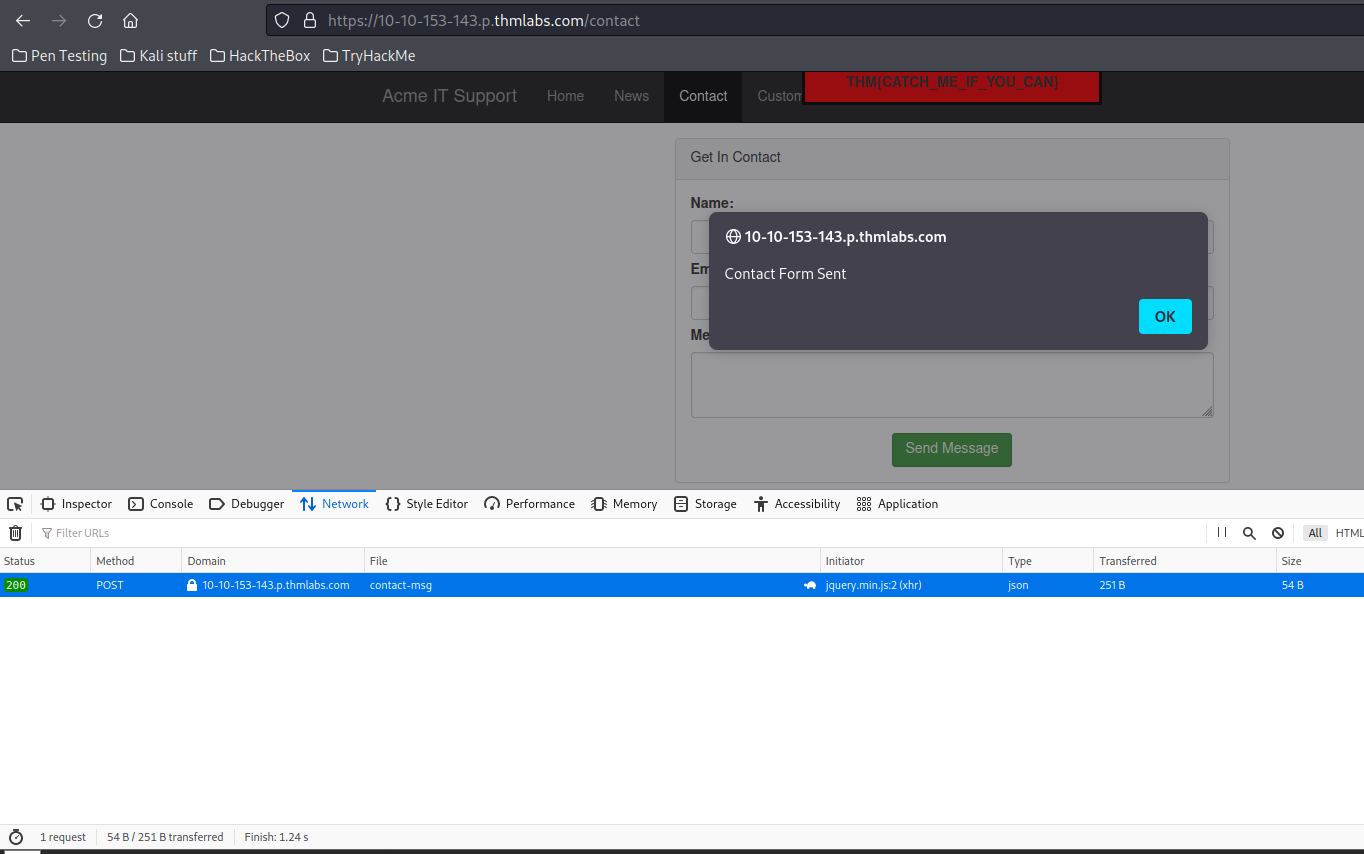 https://10-10-153-143.p.thmlabs.com/contact
Pen Testing Kali stuff HackTheBox TryHackMe
Acme IT Support Home News Contact Custom THM{CATCH_ME_IF_YOU_CAN}
Get In Contact
Name:
10-10-153-143.p.thmlabs.com
Em
Contact Form Sent
OK
Me
Send Message
Inspector Console Debugger Network Style Editor Performance Memory Storage Accessibility Application
Filter URLs All HTML
Status Method Domain File Initiator Type Transferred Size
200 POST 10-10-153-143.p.thmlabs.com contact-msg jquery.min.js:2 (xhr) json 251 B 54 B
1 request 54 B / 251 B transferred Finish: 1.24 s